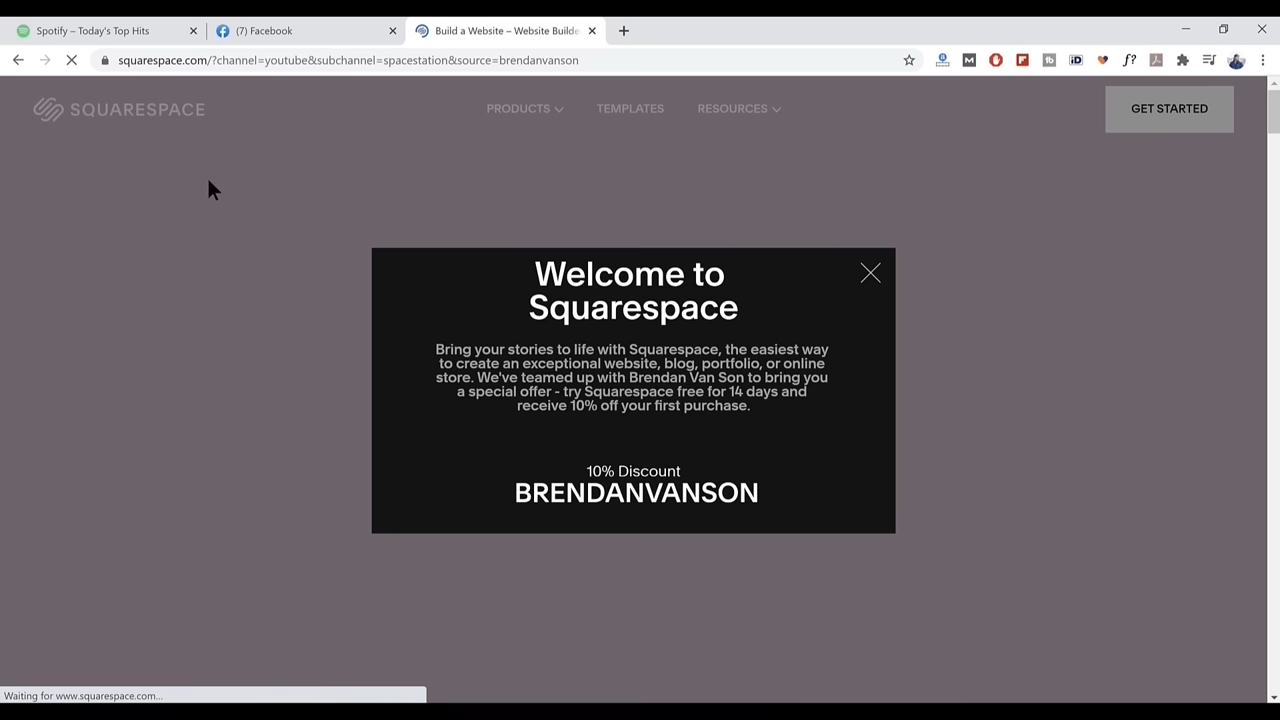 Spotify – Today's Top Hits
(7) Facebook
Build a Website – Website Builde
squarespace.com/?channel=youtube&subchannel=spacestation&source=brendanvanson
SQUARESPACE
PRODUCTS
TEMPLATES
RESOURCES
GET STARTED
Welcome to
Squarespace
Bring your stories to life with Squarespace, the easiest way
to create an exceptional website, blog, portfolio, or online
store. We've teamed up with Brendan Van Son to bring you
a special offer - try Squarespace free for 14 days and
receive 10% off your first purchase.
10% Discount
BRENDANVANSON
Waiting for www.squarespace.com...